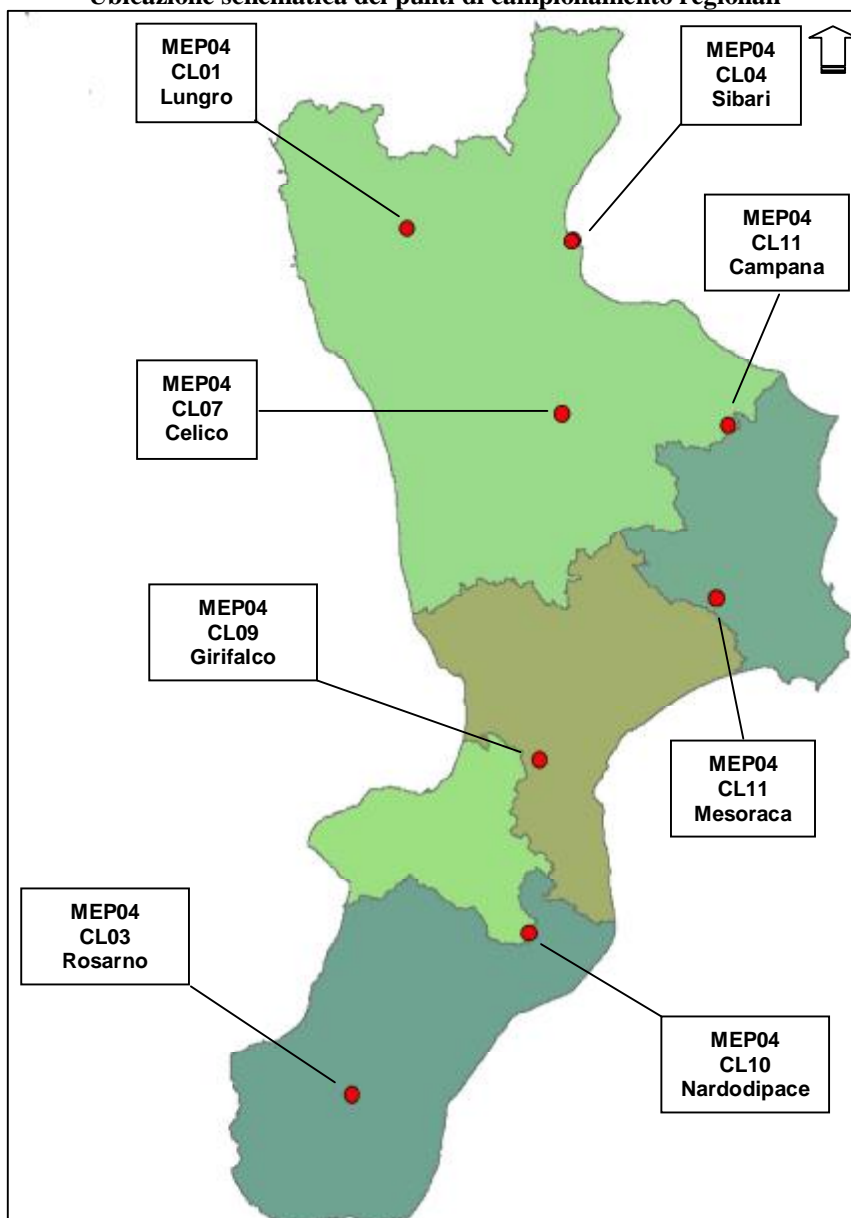 Ubicazione schematica dei punti di campionamento regionali
MEP04
CL01
Lungro
MEP04
CL04
Sibari
MEP04
CL11
Campana
MEP04
CL07
Celico
MEP04
CL09
Girifalco
MEP04
CL11
Mesoraca
MEP04
CL03
Rosarno
MEP04
CL10
Nardodipace